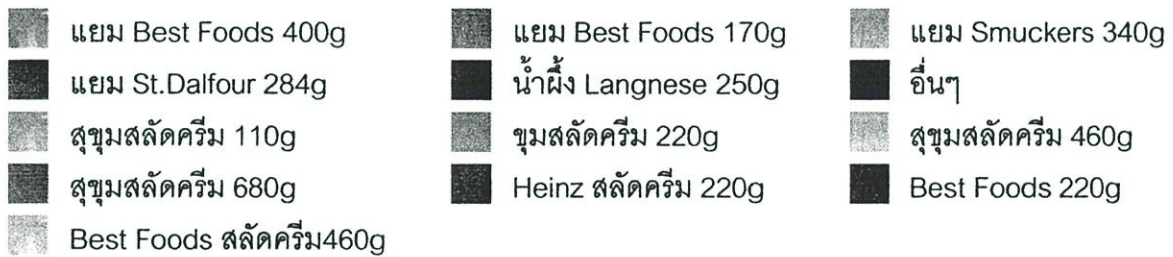 แยม Best Foods 400g แยม Best Foods 170g แยม Smuckers 340g
แยม St.Dalfour 284g น้ำผึ้ง Langnese 250g อื่นๆ
สุขุมสลัดครีม 110g ขุมสลัดครีม 220g สุขุมสลัดครีม 460g
สุขุมสลัดครีม 680g Heinz สลัดครีม 220g Best Foods 220g
Best Foods สลัดครีม460g